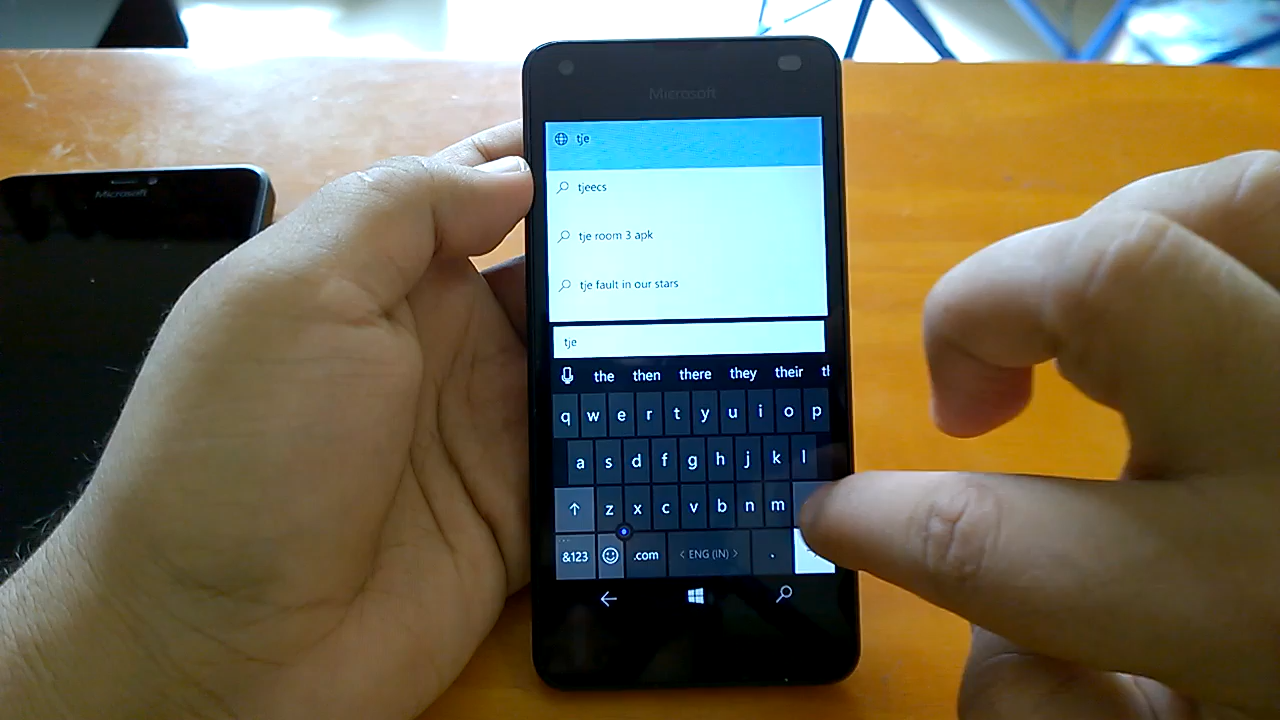 Microsoft
Microsoft
tje
tjeecs
tje room 3 apk
tje fault in our stars
tje
the then there they their
q w e r t y u i o p
a s d f g h j k l
z x c v b n m
&123 .com < ENG (IN) > .